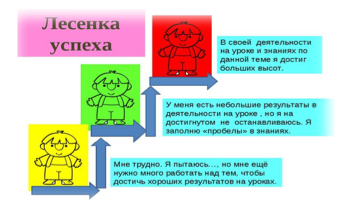 Лесенка
успеха
В своей деятельности
на уроке и знаниях по
данной теме я достиг
больших высот.
У меня есть небольшие результаты в
деятельности на уроке , но я на
достигнутом не останавливаюсь. Я
заполню «пробелы» в знаниях.
Мне трудно. Я пытаюсь…, но мне ещё
нужно много работать над тем, чтобы
достичь хороших результатов на уроках.